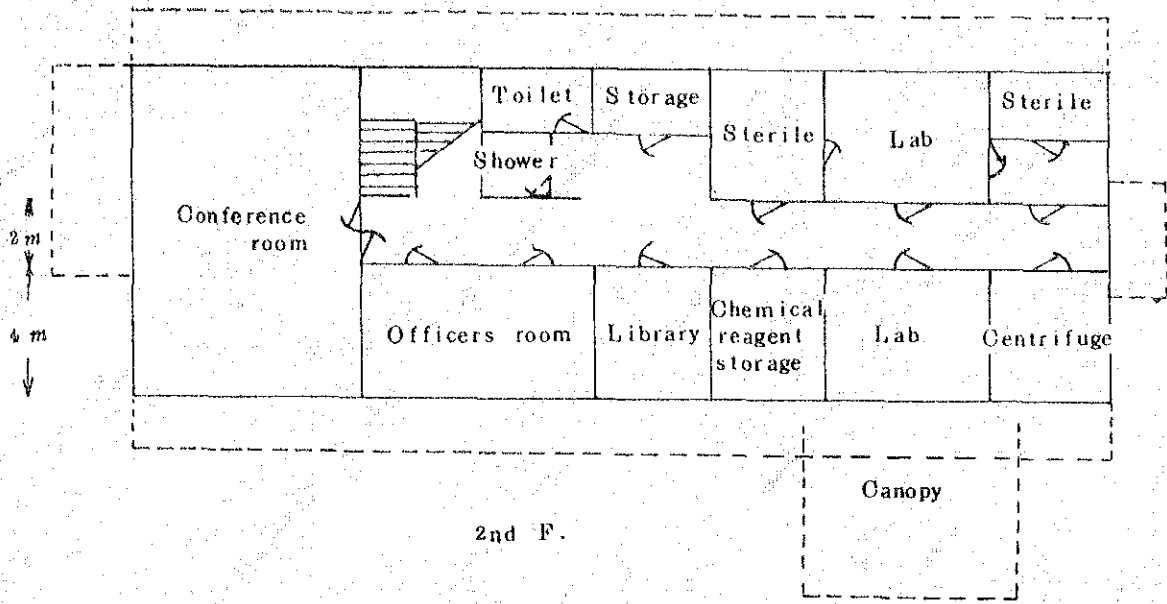 Toilet
Storage
Sterile
Sterile
Lab
Shower
Conference
room
2 m
4 m
Officers room
Library
Chemical
reagent
storage
Lab
Centrifuge
Canopy
2nd F.